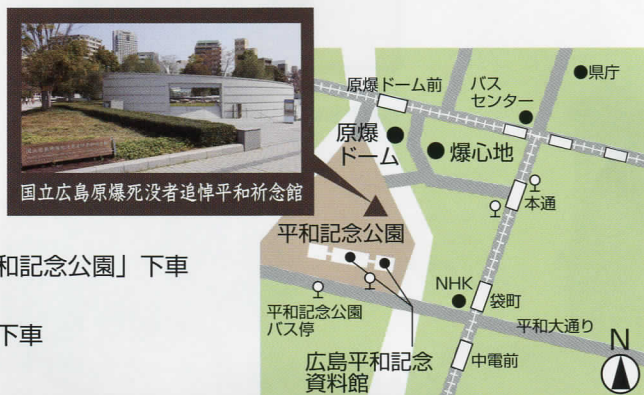 国立広島原爆死没者追悼平和祈念館
和記念公園」下車
下車
原爆ドーム前
バス
センター
県庁
原爆
ドーム
爆心地
本通
平和記念公園
平和記念公園
バス停
NHK
袋町
平和大通り
広島平和記念
資料館
中電前
N